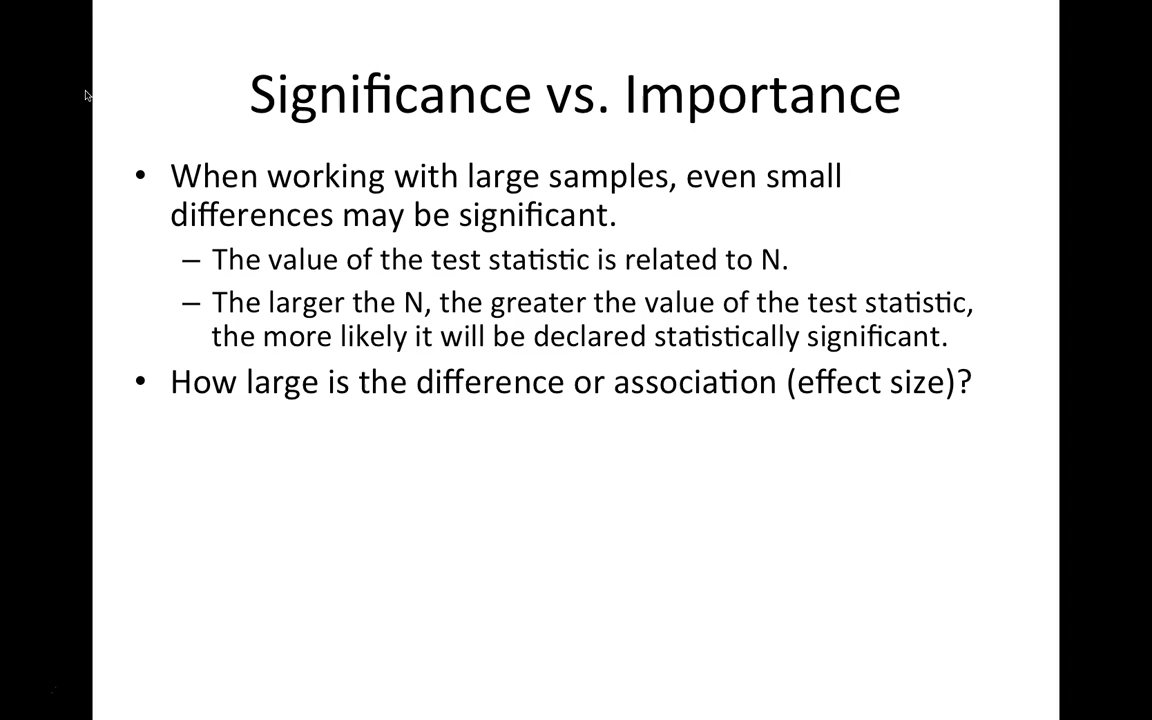 Significance vs. Importance
• When working with large samples, even small
differences may be significant.
– The value of the test statistic is related to N.
– The larger the N, the greater the value of the test statistic,
the more likely it will be declared statistically significant.
• How large is the difference or association (effect size)?